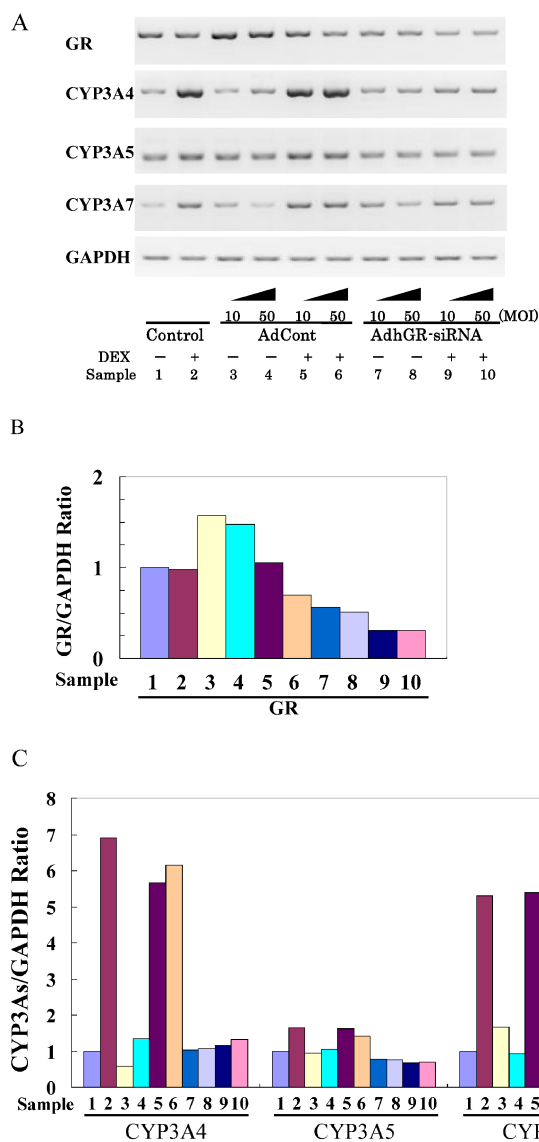 A
GR
CYP3A4
CYP3A5
CYP3A7
GAPDH
10 50 10 50 10 50 10 50 (MOI)
Control AdCont AdhGR-siRNA
DEX − + − − + + − − + +
Sample 1 2 3 4 5 6 7 8 9 10
B
GR/GAPDH Ratio
2
1
0
Sample 1 2 3 4 5 6 7 8 9 10
GR
C
CYP3As/GAPDH Ratio
8
7
6
5
4
3
2
1
0
Sample 1 2 3 4 5 6 7 8 9 10 1 2 3 4 5 6 7 8 9 10 1 2 3 4 5
CYP3A4 CYP3A5 CYP